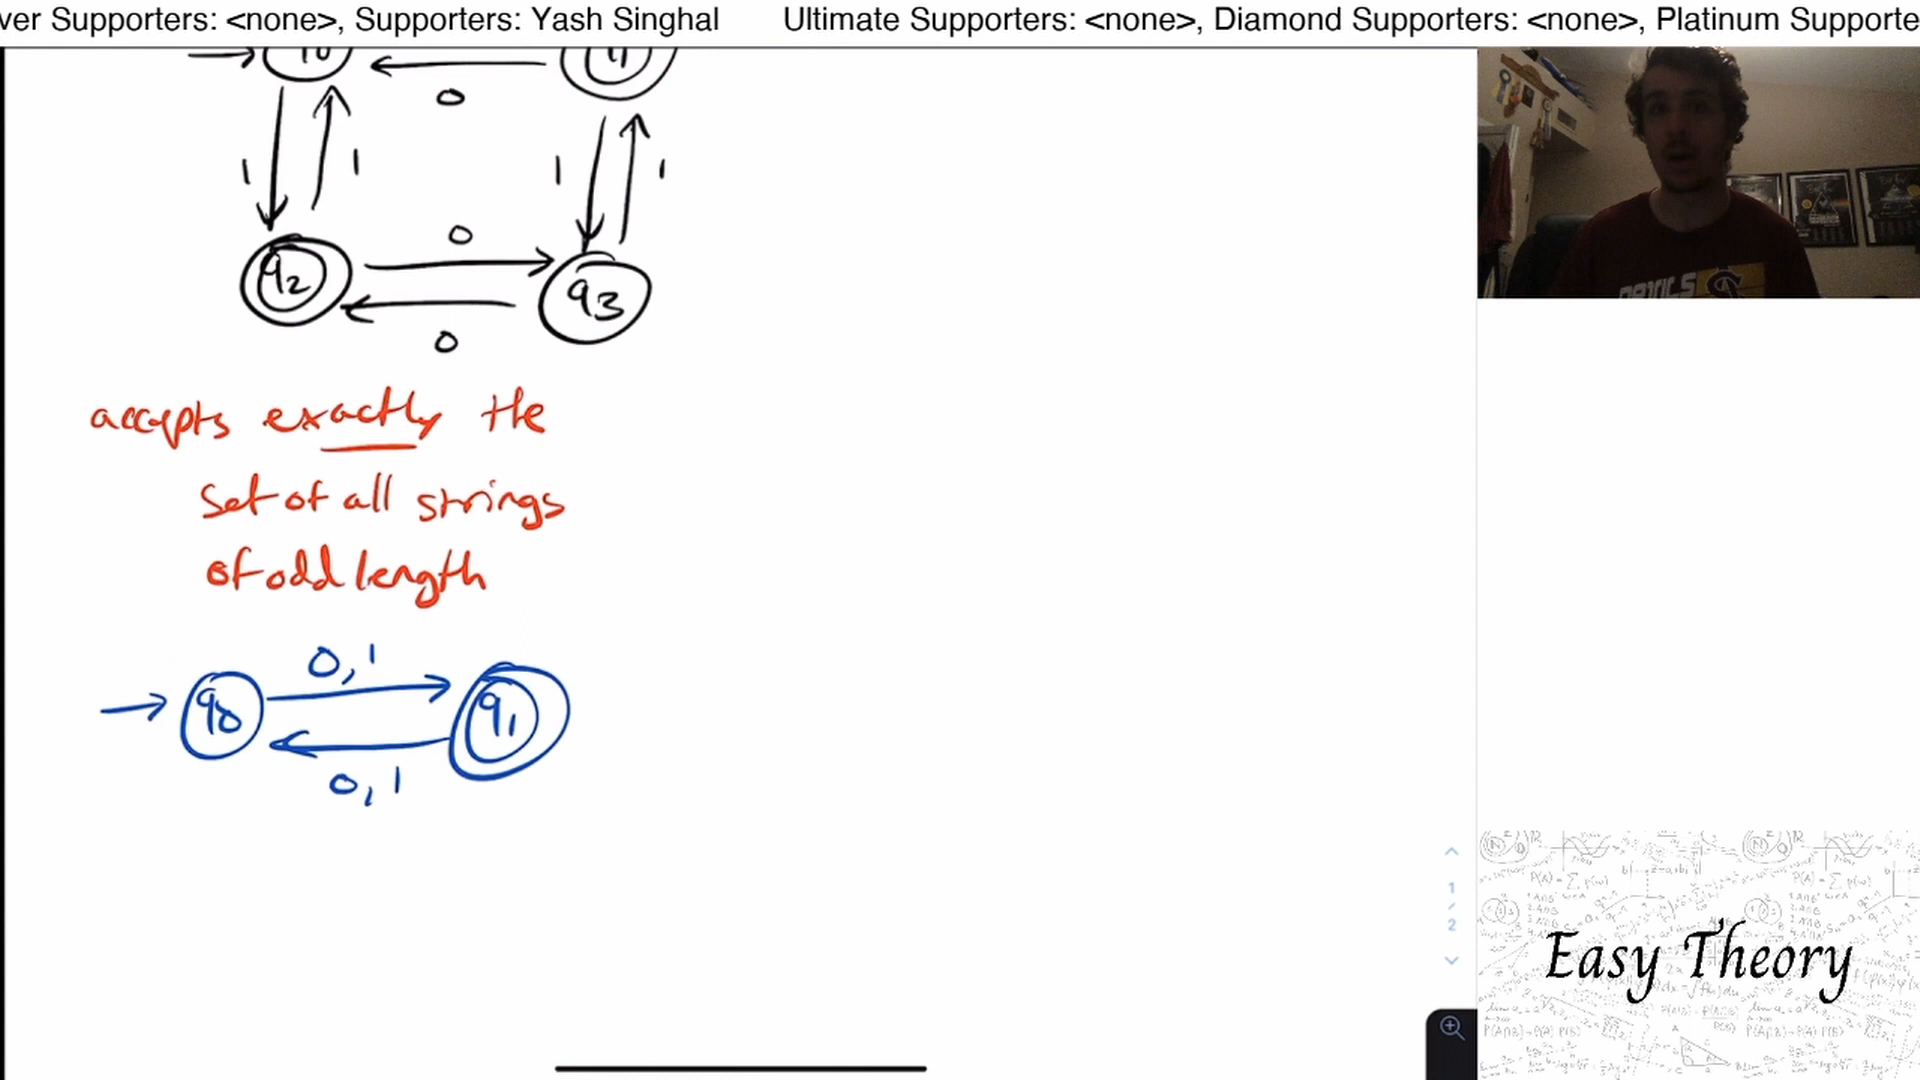 ver Supporters: <none>, Supporters: Yash Singhal Ultimate Supporters: <none>, Diamond Supporters: <none>, Platinum Supporte
0
1 1 1 1
0
q2 q3
0
accepts exactly the
set of all strings
of odd length
0, 1
q0 q1
0, 1
1
2
Easy Theory